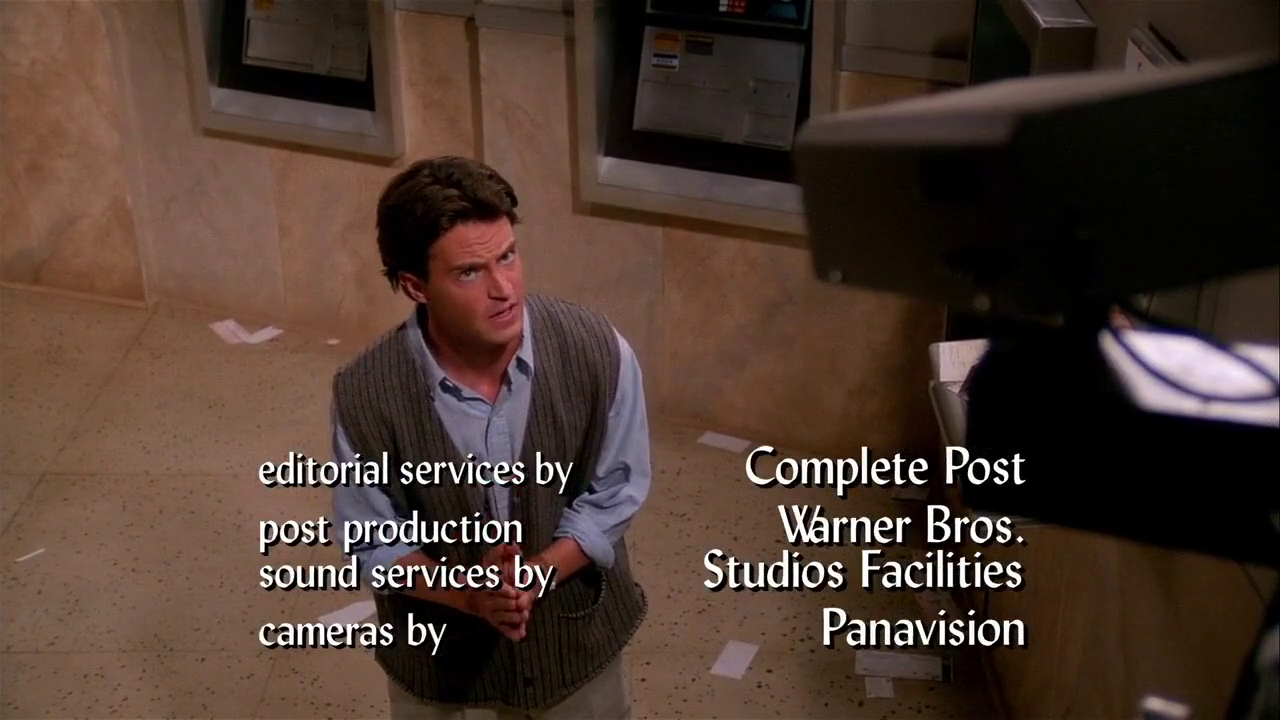 editorial services by Complete Post
post production Warner Bros.
sound services by Studios Facilities
cameras by Panavision